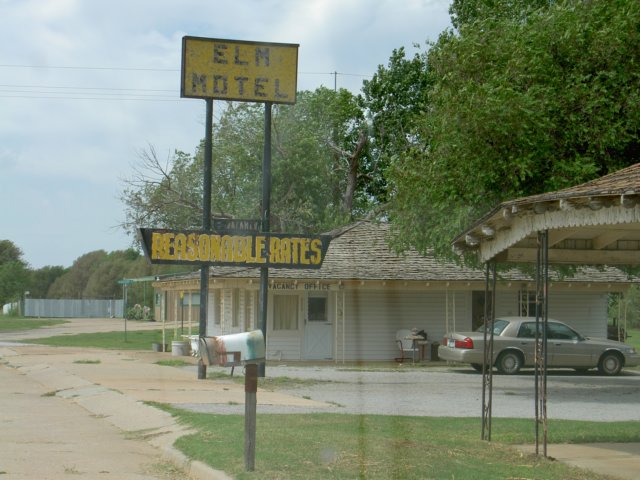 ELM
MOTEL
REASONABLE RATES
VACANCY OFFICE